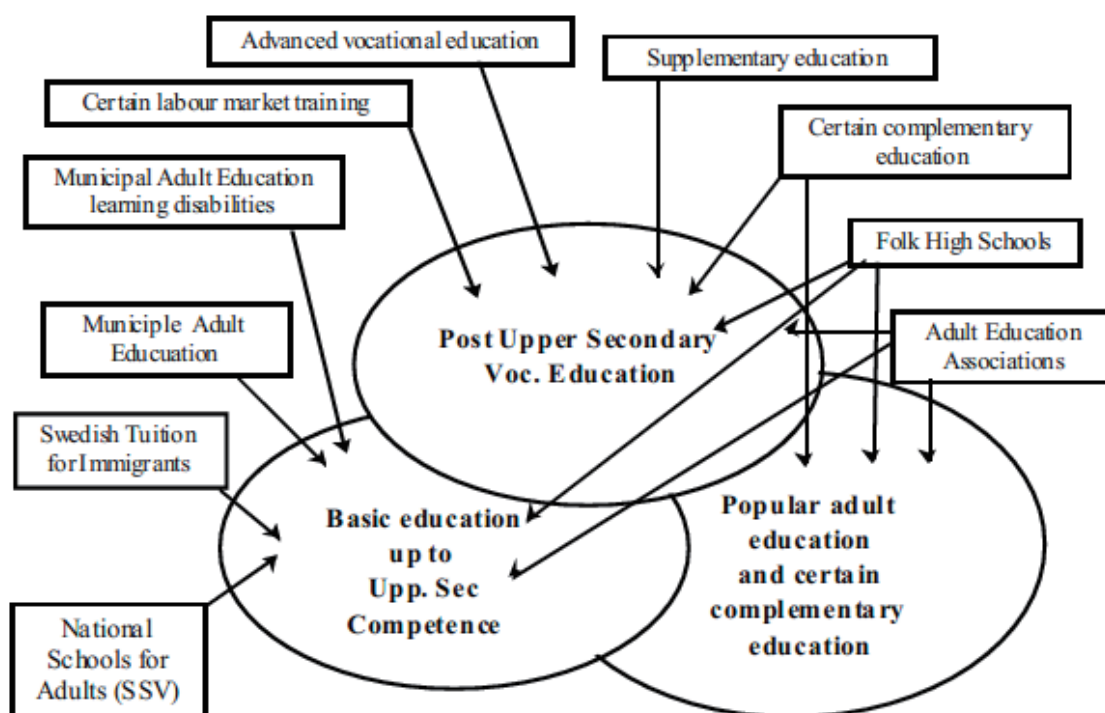 Advanced vocational education
Supplementary education
Certain labour market training
Certain complementary
education
Municipal Adult Education
learning disabilities
Folk High Schools
Municiple Adult
Educuation
Adult Education
Associations
Post Upper Secondary
Voc. Education
Swedish Tuition
for Immigrants
Basic education
up to
Upp. Sec
Competence
Popular adult
education
and certain
complementary
education
National
Schools for
Adults (SSV)